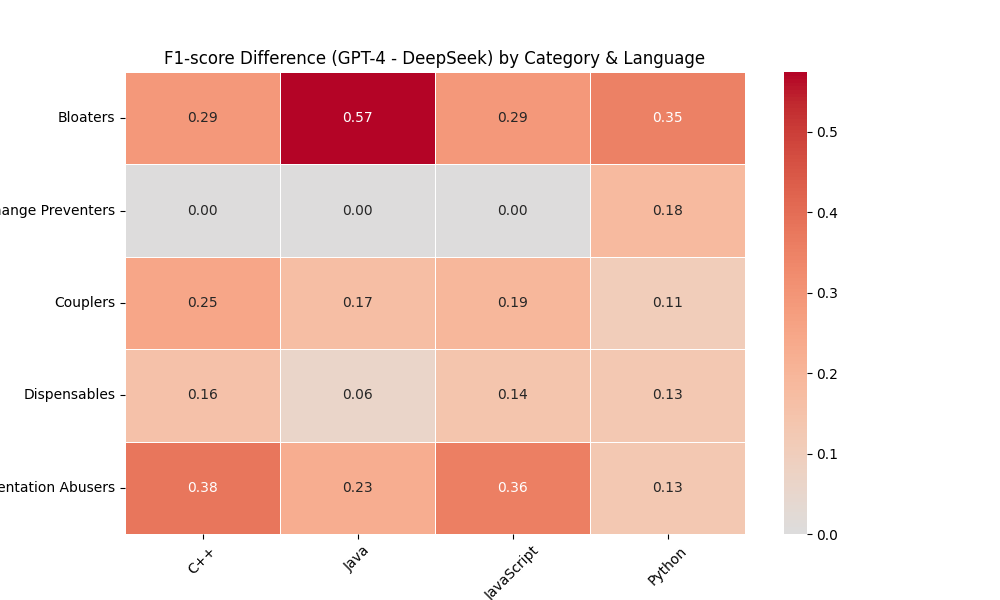 F1-score Difference (GPT-4 - DeepSeek) by Category & Language
Bloaters 0.29 0.57 0.29 0.35
ange Preventers 0.00 0.00 0.00 0.18
Couplers 0.25 0.17 0.19 0.11
Dispensables 0.16 0.06 0.14 0.13
entation Abusers 0.38 0.23 0.36 0.13
C++ Java JavaScript Python
0.5
0.4
0.3
0.2
0.1
0.0